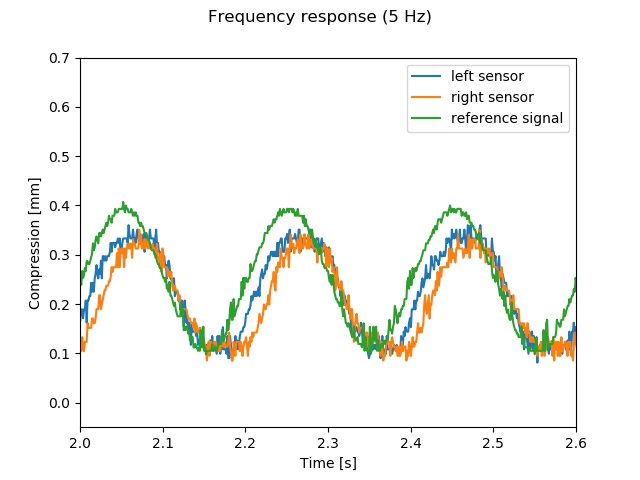 Frequency response (5 Hz)
left sensor
right sensor
reference signal
Compression [mm]
0.7
0.6
0.5
0.4
0.3
0.2
0.1
0.0
2.0 2.1 2.2 2.3 2.4 2.5 2.6
Time [s]